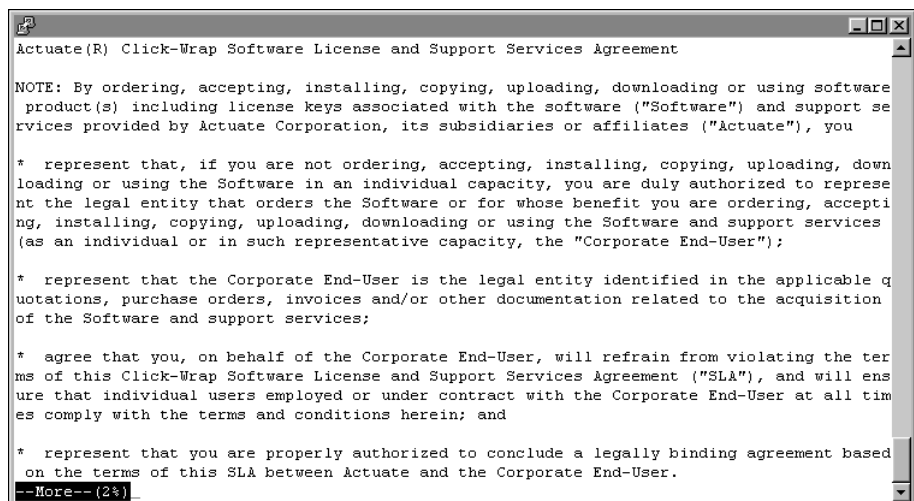 Actuate(R) Click-Wrap Software License and Support Services Agreement
NOTE: By ordering, accepting, installing, copying, uploading, downloading or using software
product(s) including license keys associated with the software ("Software") and support se
rvices provided by Actuate Corporation, its subsidiaries or affiliates ("Actuate"), you
*  represent that, if you are not ordering, accepting, installing, copying, uploading, down
loading or using the Software in an individual capacity, you are duly authorized to represe
nt the legal entity that orders the Software or for whose benefit you are ordering, accepti
ng, installing, copying, uploading, downloading or using the Software and support services
(as an individual or in such representative capacity, the "Corporate End-User");
*  represent that the Corporate End-User is the legal entity identified in the applicable q
uotations, purchase orders, invoices and/or other documentation related to the acquisition
of the Software and support services;
*  agree that you, on behalf of the Corporate End-User, will refrain from violating the ter
ms of this Click-Wrap Software License and Support Services Agreement ("SLA"), and will ens
ure that individual users employed or under contract with the Corporate End-User at all tim
es comply with the terms and conditions herein; and
*  represent that you are properly authorized to conclude a legally binding agreement based
on the terms of this SLA between Actuate and the Corporate End-User.
--More--(2%)